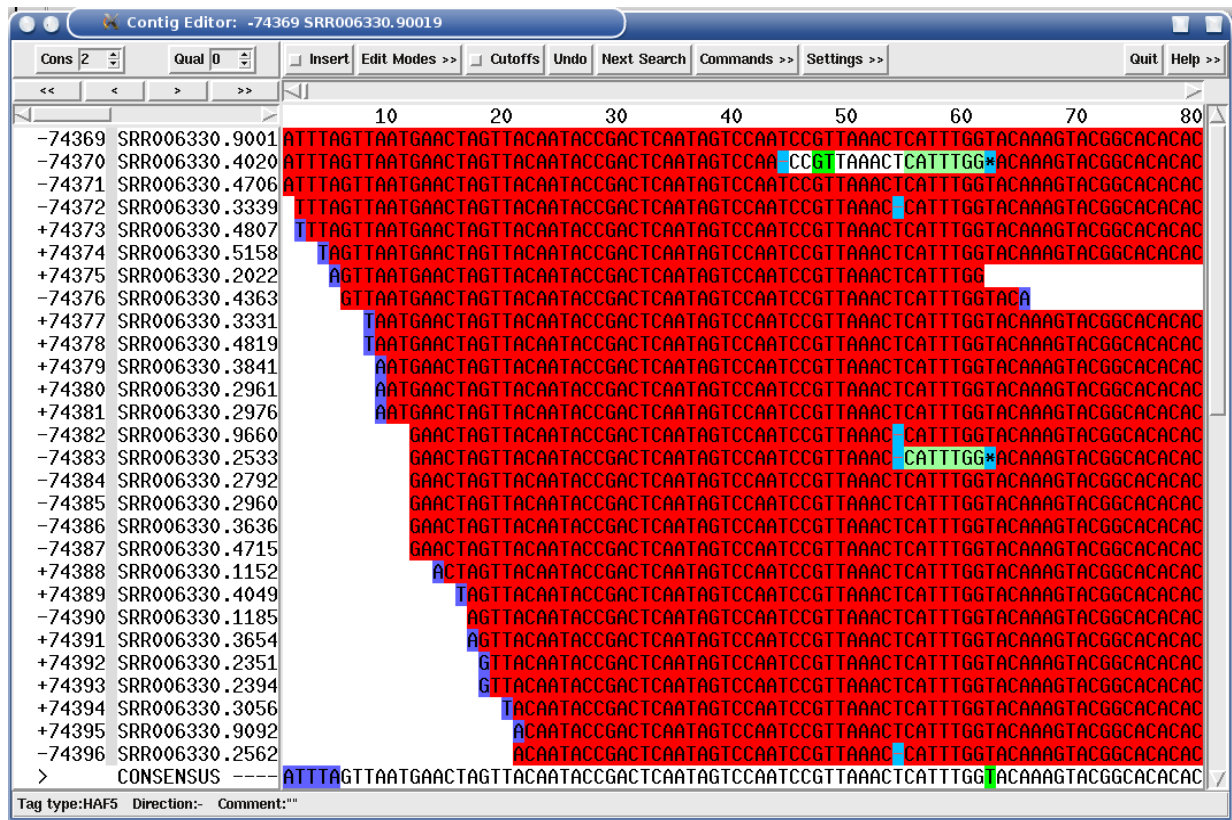 Contig Editor: -74369 SRR006330.90019
Cons 2 Qual 0 Insert Edit Modes >> Cutoffs Undo Next Search Commands >> Settings >> Quit Help >>
<< < > >>
10 20 30 40 50 60 70 80
-74369 SRR006330.9001 ATTTAGTTAATGAACTAGTTACAATACCGACTCAATAGTCCAATCCGTTAAACTCATTTGGTACAAAGTACGGCACACAC
-74370 SRR006330.4020 ATTTAGTTAATGAACTAGTTACAATACCGACTCAATAGTCCAA-CCGTTAAACTCATTTGG*ACAAAGTACGGCACACAC
-74371 SRR006330.4706 ATTTAGTTAATGAACTAGTTACAATACCGACTCAATAGTCCAATCCGTTAAACTCATTTGGTACAAAGTACGGCACACAC
-74372 SRR006330.3339 TTTAGTTAATGAACTAGTTACAATACCGACTCAATAGTCCAATCCGTTAAAC-CATTTGGTACAAAGTACGGCACACAC
+74373 SRR006330.4807 TTTAGTTAATGAACTAGTTACAATACCGACTCAATAGTCCAATCCGTTAAACTCATTTGGTACAAAGTACGGCACACAC
+74374 SRR006330.5158 TAGTTAATGAACTAGTTACAATACCGACTCAATAGTCCAATCCGTTAAACTCATTTGGTACAAAGTACGGCACACAC
+74375 SRR006330.2022 AGTTAATGAACTAGTTACAATACCGACTCAATAGTCCAATCCGTTAAACTCATTTGG
-74376 SRR006330.4363 GTTAATGAACTAGTTACAATACCGACTCAATAGTCCAATCCGTTAAACTCATTTGGTACA
+74377 SRR006330.3331 TAATGAACTAGTTACAATACCGACTCAATAGTCCAATCCGTTAAACTCATTTGGTACAAAGTACGGCACACAC
+74378 SRR006330.4819 TAATGAACTAGTTACAATACCGACTCAATAGTCCAATCCGTTAAACTCATTTGGTACAAAGTACGGCACACAC
+74379 SRR006330.3841 AATGAACTAGTTACAATACCGACTCAATAGTCCAATCCGTTAAACTCATTTGGTACAAAGTACGGCACACAC
+74380 SRR006330.2961 AATGAACTAGTTACAATACCGACTCAATAGTCCAATCCGTTAAACTCATTTGGTACAAAGTACGGCACACAC
+74381 SRR006330.2976 AATGAACTAGTTACAATACCGACTCAATAGTCCAATCCGTTAAACTCATTTGGTACAAAGTACGGCACACAC
-74382 SRR006330.9660 GAACTAGTTACAATACCGACTCAATAGTCCAATCCGTTAAAC-CATTTGGTACAAAGTACGGCACACAC
-74383 SRR006330.2533 GAACTAGTTACAATACCGACTCAATAGTCCAATCCGTTAAAC-CATTTGG*ACAAAGTACGGCACACAC
-74384 SRR006330.2792 GAACTAGTTACAATACCGACTCAATAGTCCAATCCGTTAAACTCATTTGGTACAAAGTACGGCACACAC
-74385 SRR006330.2960 GAACTAGTTACAATACCGACTCAATAGTCCAATCCGTTAAACTCATTTGGTACAAAGTACGGCACACAC
-74386 SRR006330.3636 GAACTAGTTACAATACCGACTCAATAGTCCAATCCGTTAAACTCATTTGGTACAAAGTACGGCACACAC
-74387 SRR006330.4715 GAACTAGTTACAATACCGACTCAATAGTCCAATCCGTTAAACTCATTTGGTACAAAGTACGGCACACAC
+74388 SRR006330.1152 ACTAGTTACAATACCGACTCAATAGTCCAATCCGTTAAACTCATTTGGTACAAAGTACGGCACACAC
+74389 SRR006330.4049 TAGTTACAATACCGACTCAATAGTCCAATCCGTTAAACTCATTTGGTACAAAGTACGGCACACAC
-74390 SRR006330.1185 AGTTACAATACCGACTCAATAGTCCAATCCGTTAAACTCATTTGGTACAAAGTACGGCACACAC
+74391 SRR006330.3654 AGTTACAATACCGACTCAATAGTCCAATCCGTTAAACTCATTTGGTACAAAGTACGGCACACAC
+74392 SRR006330.2351 GTTACAATACCGACTCAATAGTCCAATCCGTTAAACTCATTTGGTACAAAGTACGGCACACAC
+74393 SRR006330.2394 GTTACAATACCGACTCAATAGTCCAATCCGTTAAACTCATTTGGTACAAAGTACGGCACACAC
+74394 SRR006330.3056 TACAATACCGACTCAATAGTCCAATCCGTTAAACTCATTTGGTACAAAGTACGGCACACAC
+74395 SRR006330.9092 ACAATACCGACTCAATAGTCCAATCCGTTAAACTCATTTGGTACAAAGTACGGCACACAC
-74396 SRR006330.2562 ACAATACCGACTCAATAGTCCAATCCGTTAAAC-CATTTGGTACAAAGTACGGCACACAC
> CONSENSUS ---- ATTTAGTTAATGAACTAGTTACAATACCGACTCAATAGTCCAATCCGTTAAACTCATTTGGTACAAAGTACGGCACACAC
Tag type:HAF5 Direction:- Comment:""